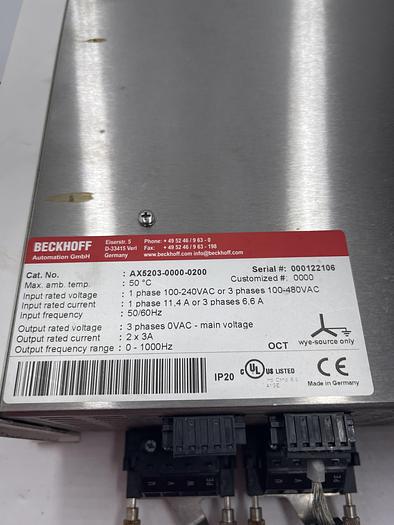 BECKHOFF
Automation GmbH
Eiserstr. 5
D-33415 Verl
Germany
Phone: + 49 52 46 / 9 63 - 0
Fax: + 49 52 46 / 9 63 - 198
www.beckhoff.com info@beckhoff.com
Cat. No. : AX5203-0000-0200
Serial #: 000122106
Max. amb. temp. : 50 °C
Customized #: 0000
Input rated voltage : 1 phase 100-240VAC or 3 phases 100-480VAC
Input rated current : 1 phase 11,4 A or 3 phases 6,6 A
Input frequency : 50/60Hz
Output rated voltage : 3 phases 0VAC - main voltage
Output rated current : 2 x 3A
Output frequency range : 0 - 1000Hz
OCT
wye-source only
IP20
C UL US LISTED
CE
Made in Germany